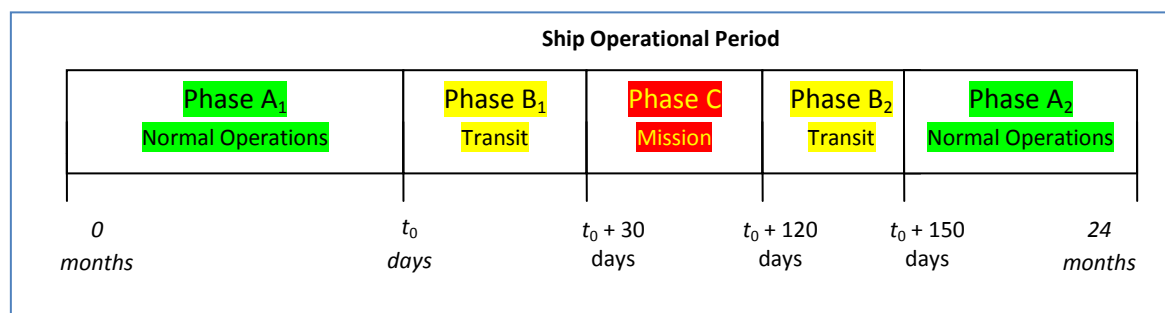 Ship Operational Period
Phase A₁ Phase B₁ Phase C Phase B₂ Phase A₂
Normal Operations Transit Mission Transit Normal Operations
0 t₀ t₀ + 30 t₀ + 120 t₀ + 150 24
months days days days days months